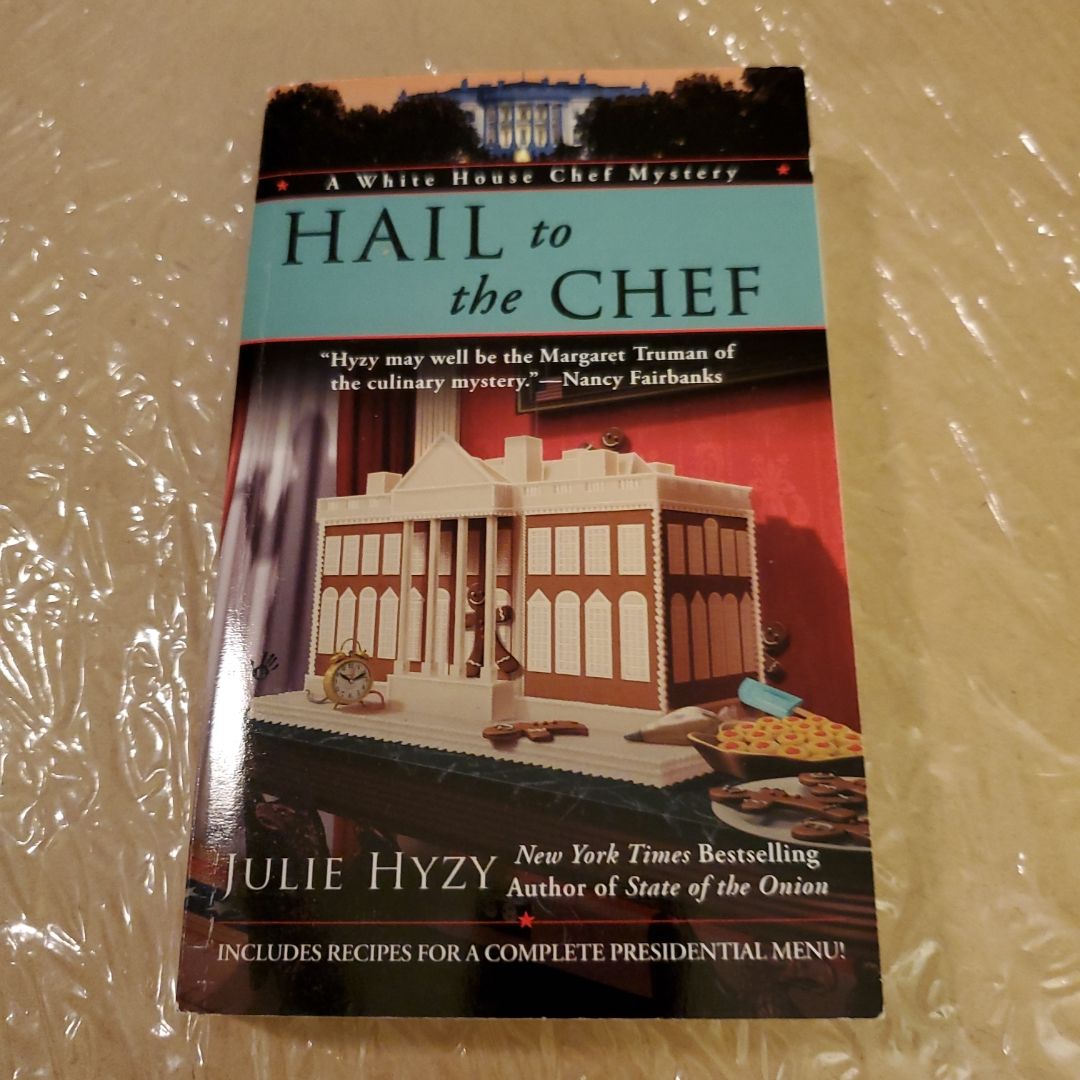 A White House Chef Mystery
HAIL to
the CHEF
“Hyzy may well be the Margaret Truman of
the culinary mystery.”—Nancy Fairbanks
JULIE HYZY
New York Times Bestselling
Author of State of the Onion
INCLUDES RECIPES FOR A COMPLETE PRESIDENTIAL MENU!